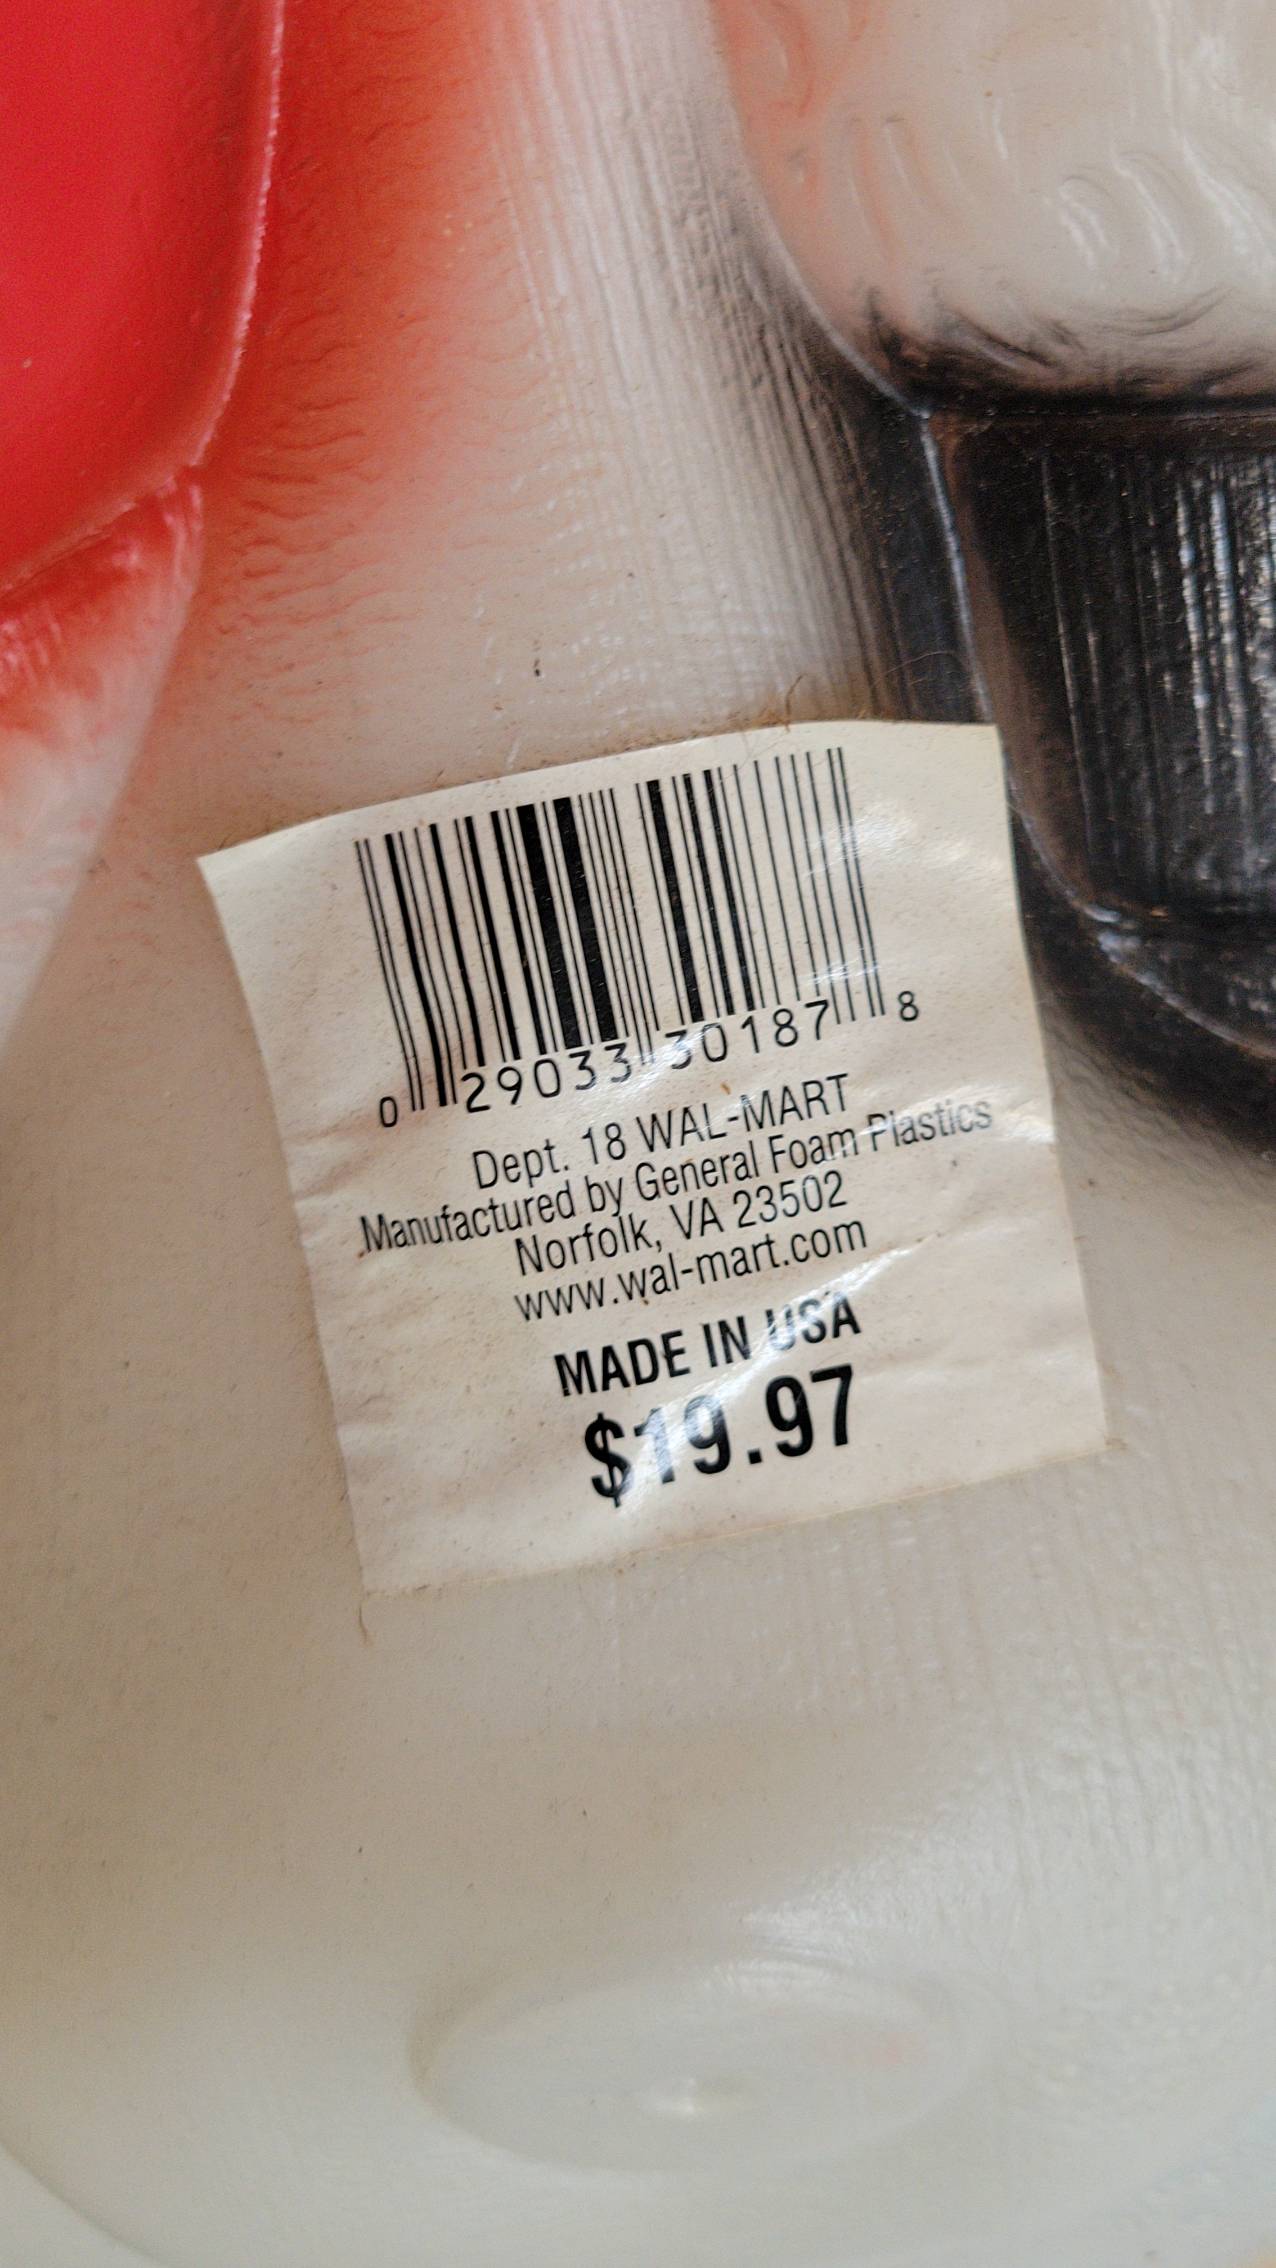 0 29033 30187 8
Dept. 18 WAL-MART
Manufactured by General Foam Plastics
Norfolk, VA 23502
www.wal-mart.com
MADE IN USA
$19.97